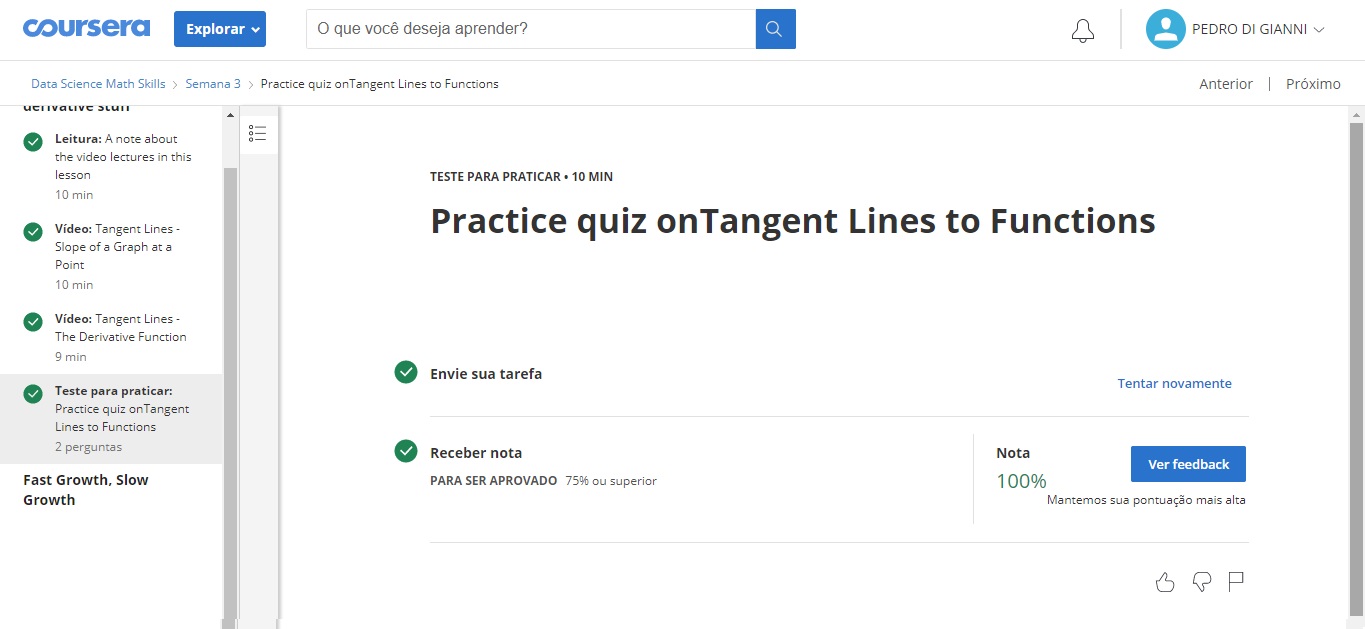 coursera
Explorar
O que você deseja aprender?
PEDRO DI GIANNI
Data Science Math Skills
Semana 3
Practice quiz onTangent Lines to Functions
Anterior
Próximo
derivative stuff
Leitura: A note about
the video lectures in this
lesson
10 min
Vídeo: Tangent Lines -
Slope of a Graph at a
Point
10 min
Vídeo: Tangent Lines -
The Derivative Function
9 min
Teste para praticar:
Practice quiz onTangent
Lines to Functions
2 perguntas
Fast Growth, Slow
Growth
TESTE PARA PRATICAR • 10 MIN
Practice quiz onTangent Lines to Functions
Envie sua tarefa
Tentar novamente
Receber nota
PARA SER APROVADO 75% ou superior
Nota
100%
Ver feedback
Mantemos sua pontuação mais alta